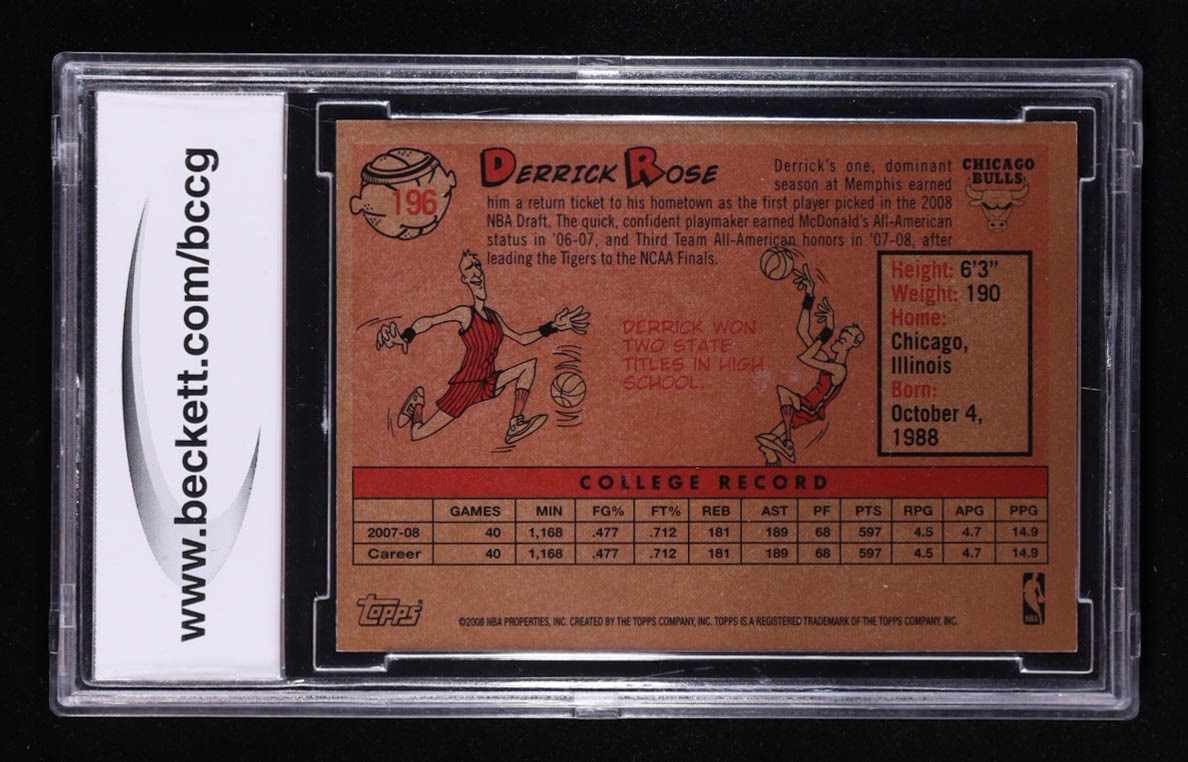 www.beckett.com/bccg
196
DERRICK ROSE
Derrick's one, dominant
season at Memphis earned
him a return ticket to his hometown as the first player picked in the 2008
NBA Draft. The quick, confident playmaker earned McDonald's All-American
status in '06-07, and Third Team All-American honors in '07-08, after
leading the Tigers to the NCAA Finals.
CHICAGO
BULLS
DERRICK WON
TWO STATE
TITLES IN HIGH
SCHOOL.
Height: 6'3"
Weight: 190
Home:
Chicago,
Illinois
Born:
October 4,
1988
COLLEGE RECORD
GAMES MIN FG% FT% REB AST PF PTS RPG APG PPG
2007-08 40 1,168 .477 .712 181 189 68 597 4.5 4.7 14.9
Career 40 1,168 .477 .712 181 189 68 597 4.5 4.7 14.9
Topps
©2008 NBA PROPERTIES, INC. CREATED BY THE TOPPS COMPANY, INC. TOPPS IS A REGISTERED TRADEMARK OF THE TOPPS COMPANY, INC.
NBA